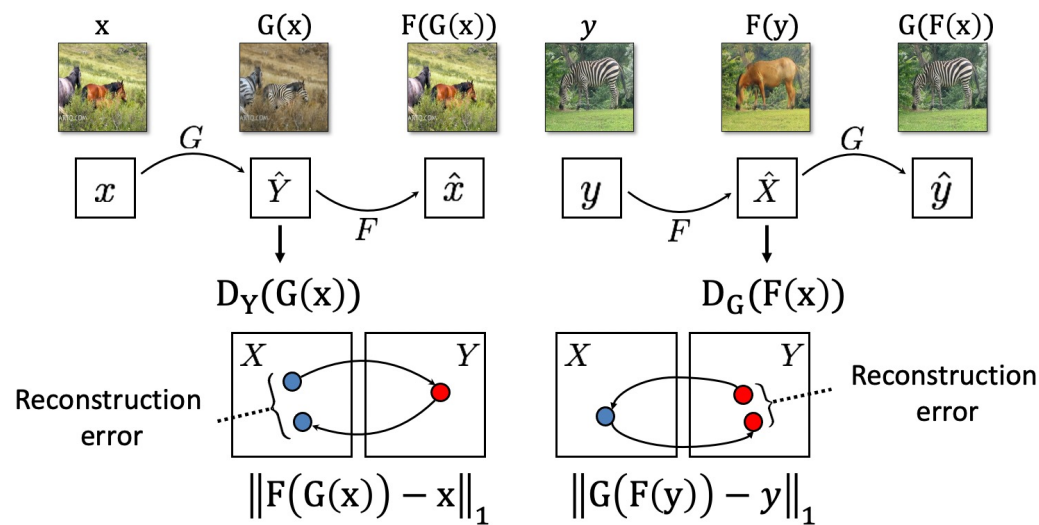 x G(x) F(G(x)) y F(y) G(F(x))
G G
x Ŷ x̂ y X̂ ŷ
F F
D_Y(G(x)) D_G(F(x))
X Y X Y
Reconstruction error
Reconstruction error
‖F(G(x)) − x‖₁ ‖G(F(y)) − y‖₁